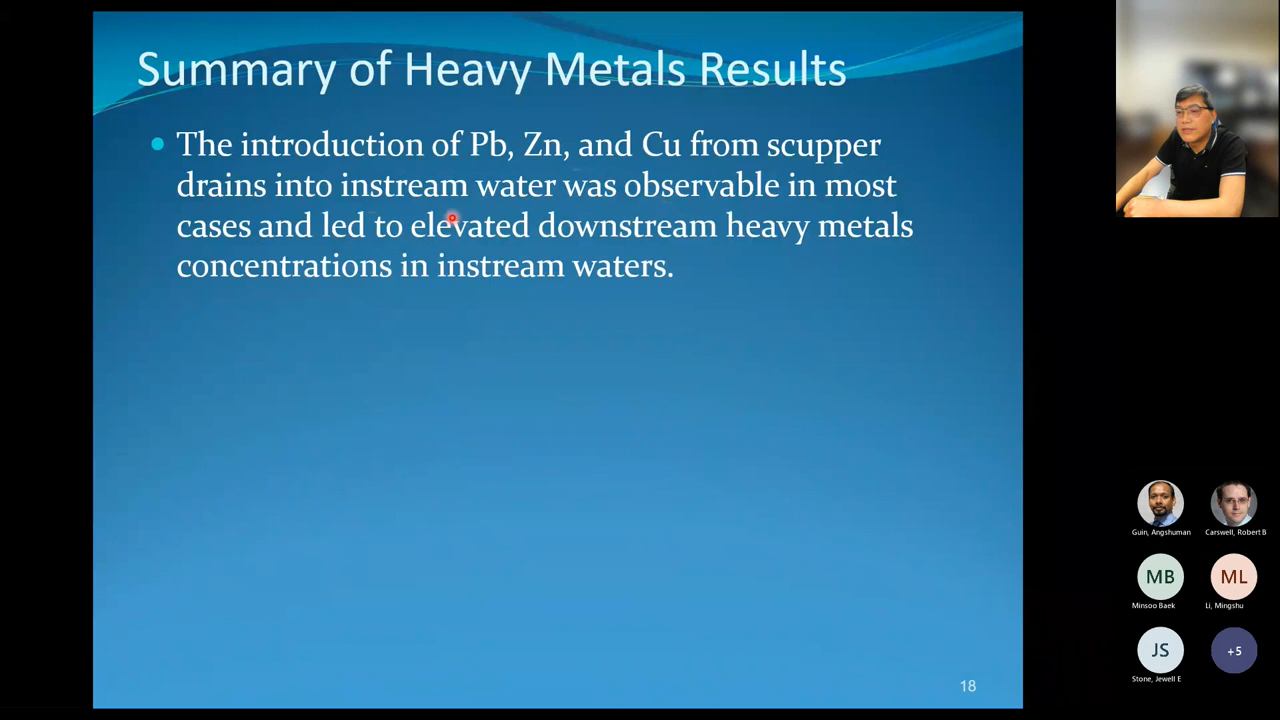 Summary of Heavy Metals Results
The introduction of Pb, Zn, and Cu from scupper
drains into instream water was observable in most
cases and led to elevated downstream heavy metals
concentrations in instream waters.
18
Guin, Angshuman
Carswell, Robert B
MB
Minsoo Baek
ML
Li, Mingshu
JS
Stone, Jewell E
+5